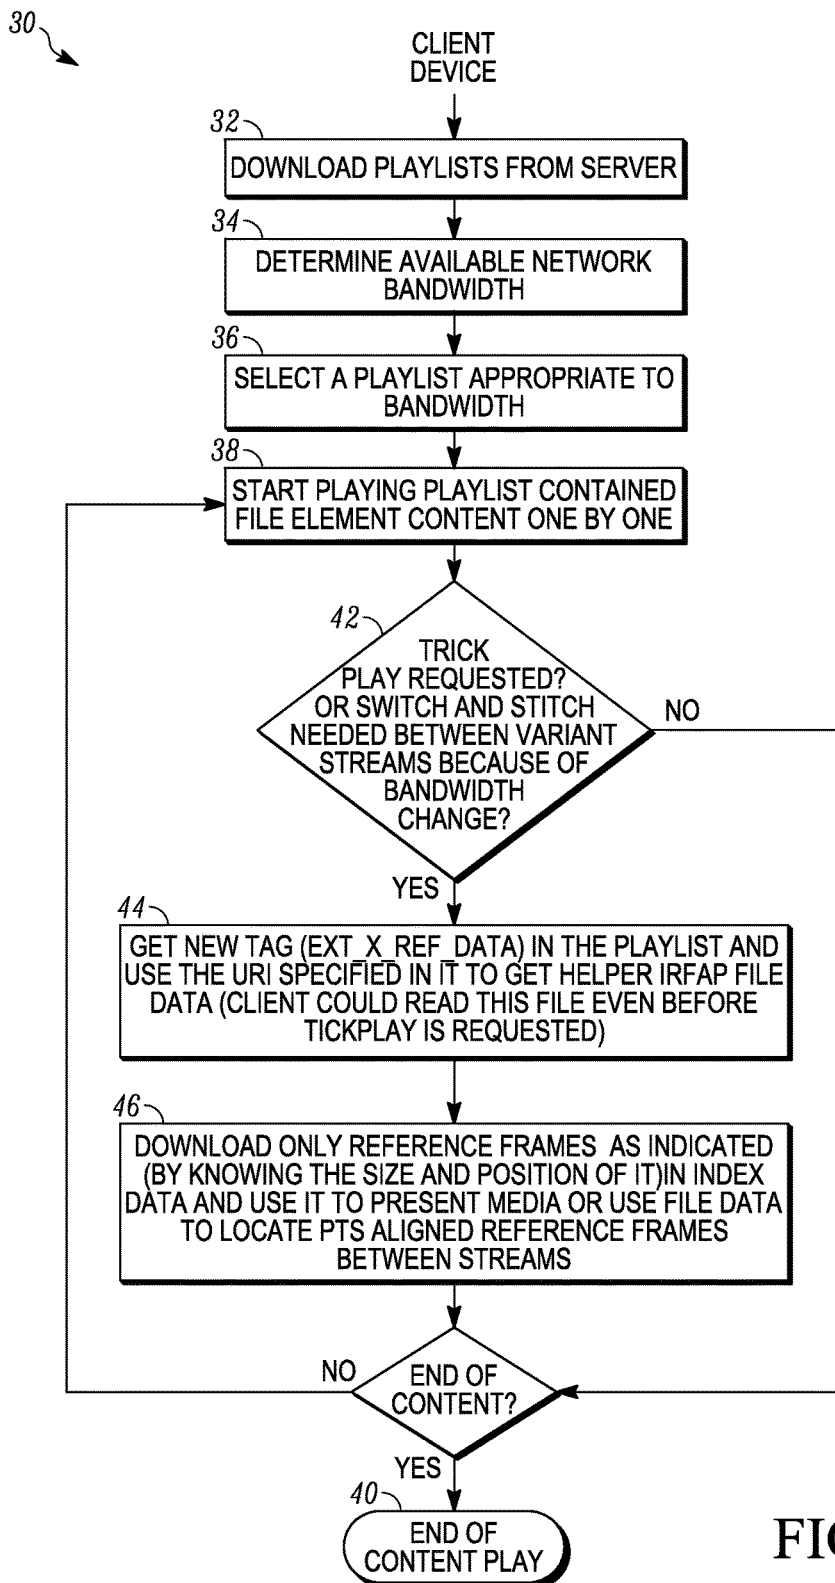 30
CLIENT
DEVICE
32
DOWNLOAD PLAYLISTS FROM SERVER
34
DETERMINE AVAILABLE NETWORK
BANDWIDTH
36
SELECT A PLAYLIST APPROPRIATE TO
BANDWIDTH
38
START PLAYING PLAYLIST CONTAINED
FILE ELEMENT CONTENT ONE BY ONE
42
TRICK
PLAY REQUESTED?
OR SWITCH AND STITCH
NEEDED BETWEEN VARIANT
STREAMS BECAUSE OF
BANDWIDTH
CHANGE?
NO
YES
44
GET NEW TAG (EXT_X_REF_DATA) IN THE PLAYLIST AND
USE THE URI SPECIFIED IN IT TO GET HELPER IRFAP FILE
DATA (CLIENT COULD READ THIS FILE EVEN BEFORE
TICKPLAY IS REQUESTED)
46
DOWNLOAD ONLY REFERENCE FRAMES AS INDICATED
(BY KNOWING THE SIZE AND POSITION OF IT)IN INDEX
DATA AND USE IT TO PRESENT MEDIA OR USE FILE DATA
TO LOCATE PTS ALIGNED REFERENCE FRAMES
BETWEEN STREAMS
NO
END OF
CONTENT?
YES
40
END OF
CONTENT PLAY